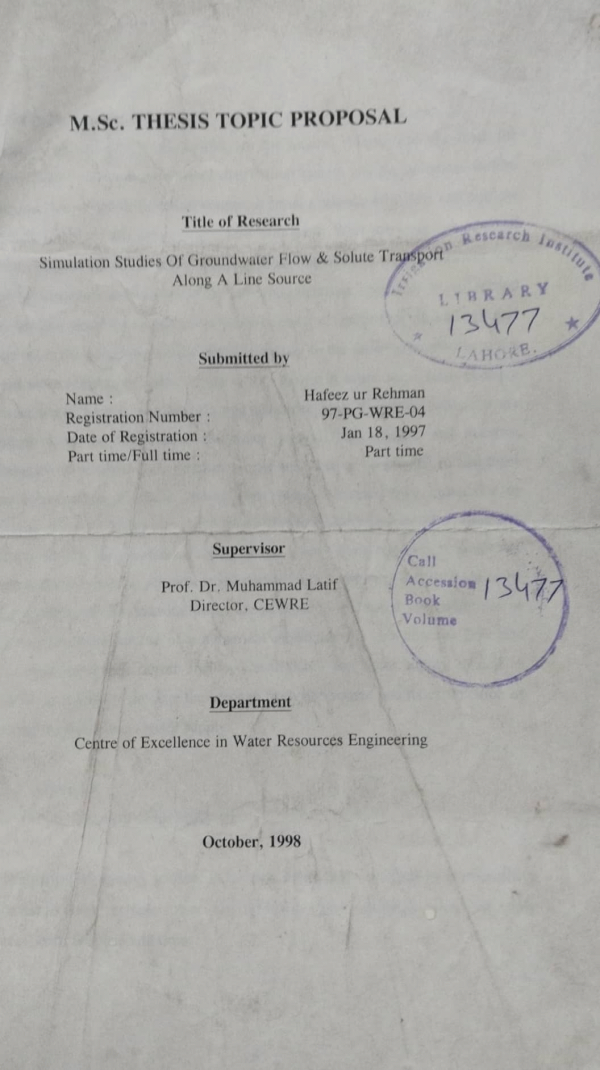 M.Sc. THESIS TOPIC PROPOSAL
Title of Research
Simulation Studies Of Groundwater Flow & Solute Transport
Along A Line Source
Irrigation Research Institute
LIBRARY
13477
LAHORE.
Submitted by
Name : Hafeez ur Rehman
Registration Number : 97-PG-WRE-04
Date of Registration : Jan 18, 1997
Part time/Full time : Part time
Supervisor
Prof. Dr. Muhammad Latif
Director, CEWRE
Call
Accession 13477
Book
Volume
Department
Centre of Excellence in Water Resources Engineering
October, 1998